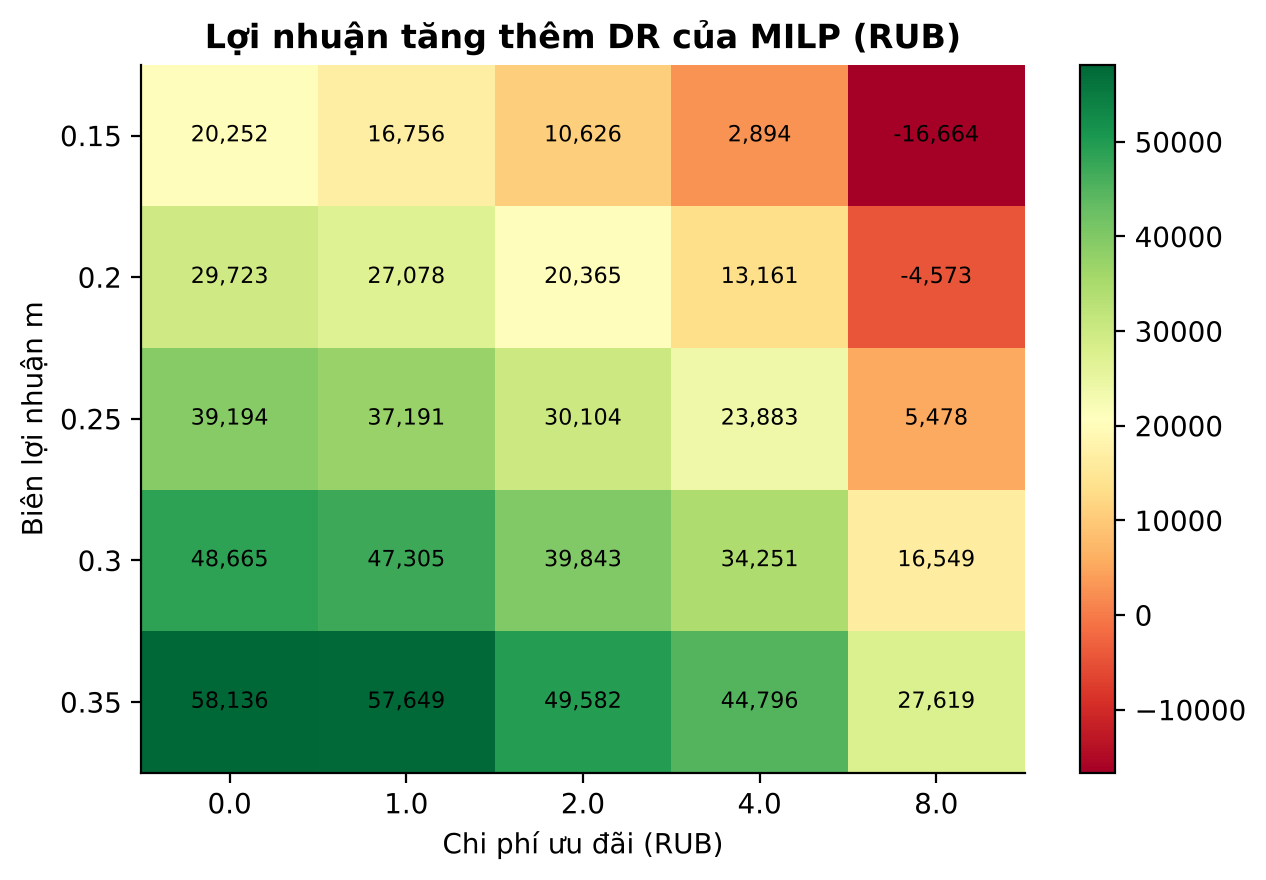 Lợi nhuận tăng thêm DR của MILP (RUB)
Biên lợi nhuận m
0.15 20,252 16,756 10,626 2,894 -16,664
0.2 29,723 27,078 20,365 13,161 -4,573
0.25 39,194 37,191 30,104 23,883 5,478
0.3 48,665 47,305 39,843 34,251 16,549
0.35 58,136 57,649 49,582 44,796 27,619
0.0 1.0 2.0 4.0 8.0
Chi phí ưu đãi (RUB)
50000
40000
30000
20000
10000
0
−10000